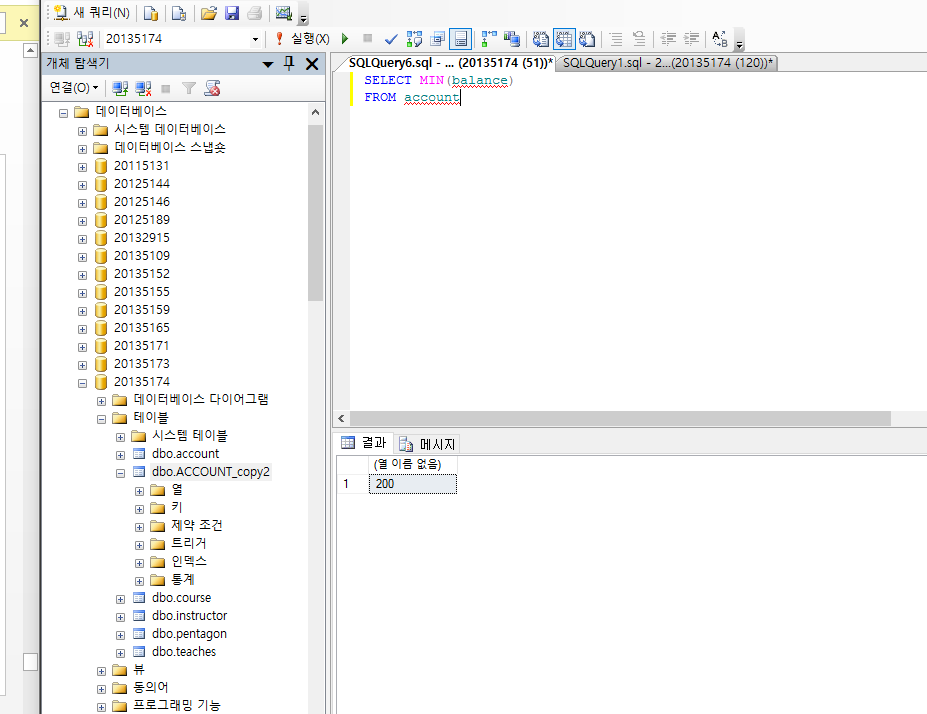 새 쿼리(N)
20135174
실행(X)
개체 탐색기
연결(O)
데이터베이스
시스템 데이터베이스
데이터베이스 스냅숏
20115131
20125144
20125146
20125189
20132915
20135109
20135152
20135155
20135159
20135165
20135171
20135173
20135174
데이터베이스 다이어그램
테이블
시스템 테이블
dbo.account
dbo.ACCOUNT_copy2
열
키
제약 조건
트리거
인덱스
통계
dbo.course
dbo.instructor
dbo.pentagon
dbo.teaches
뷰
동의어
프로그래밍 기능
SQLQuery6.sql - ... (20135174 (51))* SQLQuery1.sql - 2...(20135174 (120))*
SELECT MIN(balance)
FROM account
결과 메시지
(열 이름 없음)
1 200